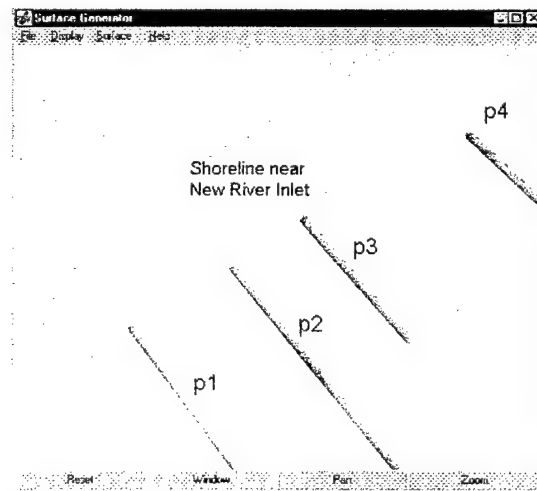 Surface Generator
File Display Surface Help
p4
Shoreline near
New River Inlet
p3
p2
p1
Reset Window Pan Zoom